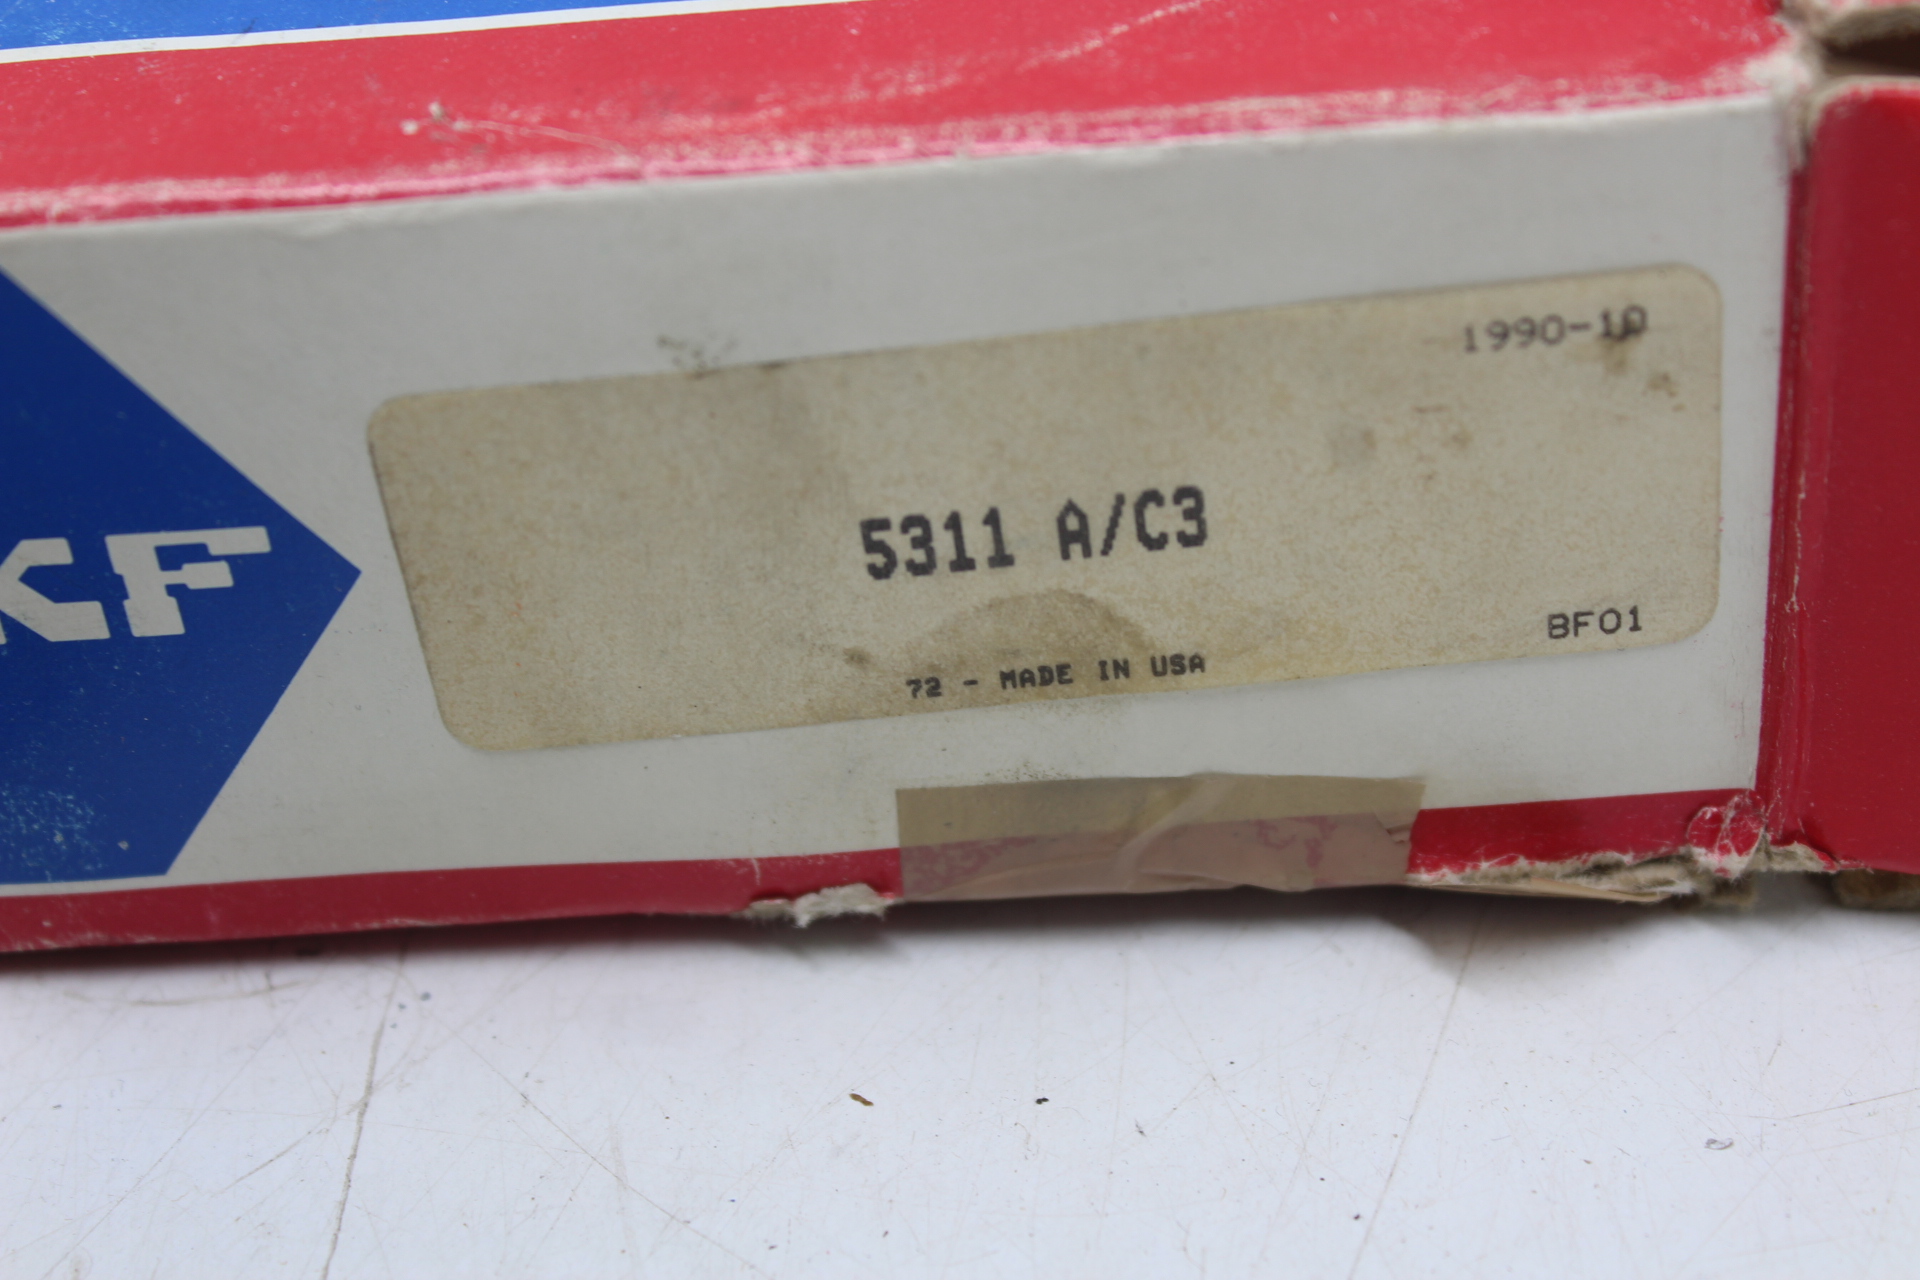 KF
1990-10
5311 A/C3
BF01
72 - MADE IN USA